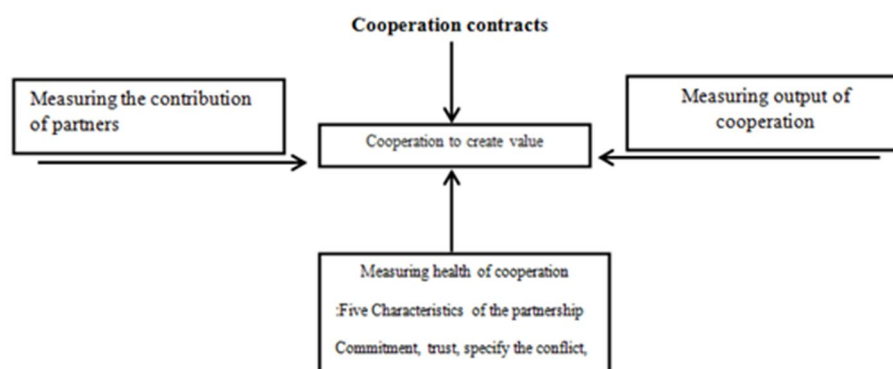 Cooperation contracts
Measuring the contribution
of partners
Measuring output of
cooperation
Cooperation to create value
Measuring health of cooperation
:Five Characteristics of the partnership
Commitment, trust, specify the conflict,